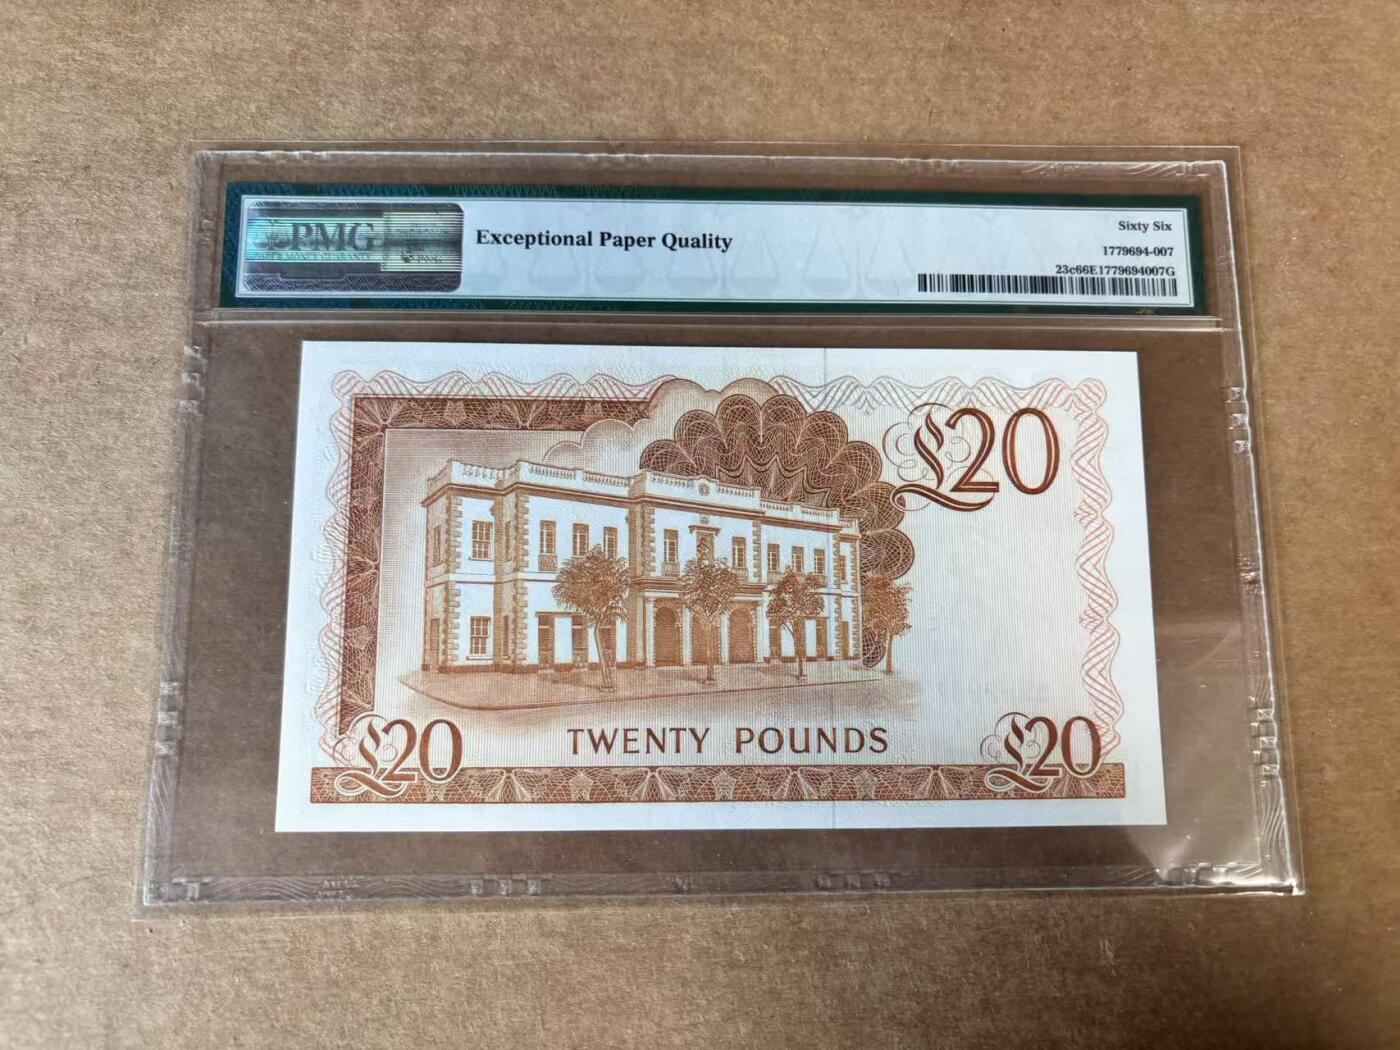 PMG
Exceptional Paper Quality
Sixty Six
1779694-007
23c66E1779694007G
£20
£20
TWENTY POUNDS
£20